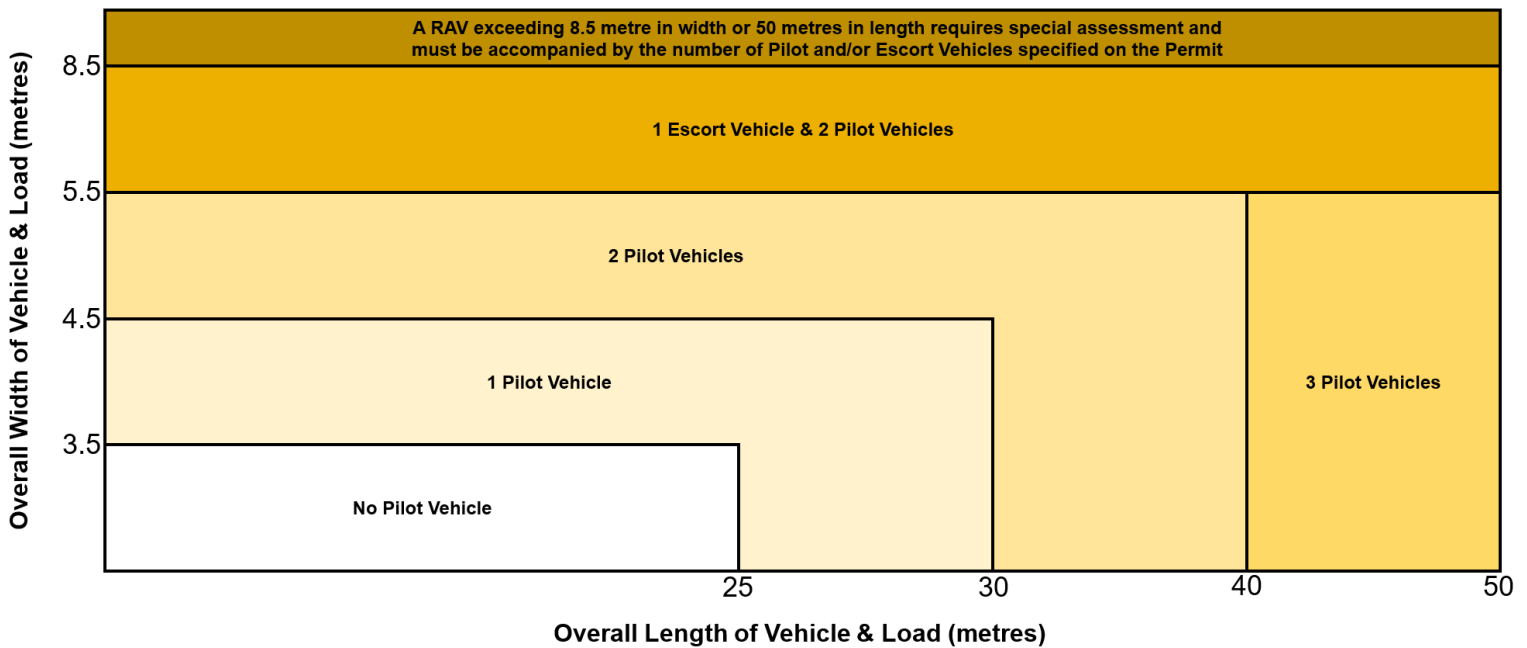 A RAV exceeding 8.5 metre in width or 50 metres in length requires special assessment and
must be accompanied by the number of Pilot and/or Escort Vehicles specified on the Permit
8.5
1 Escort Vehicle & 2 Pilot Vehicles
5.5
2 Pilot Vehicles
4.5
1 Pilot Vehicle
3 Pilot Vehicles
3.5
No Pilot Vehicle
25
30
40
50
Overall Length of Vehicle & Load (metres)
Overall Width of Vehicle & Load (metres)